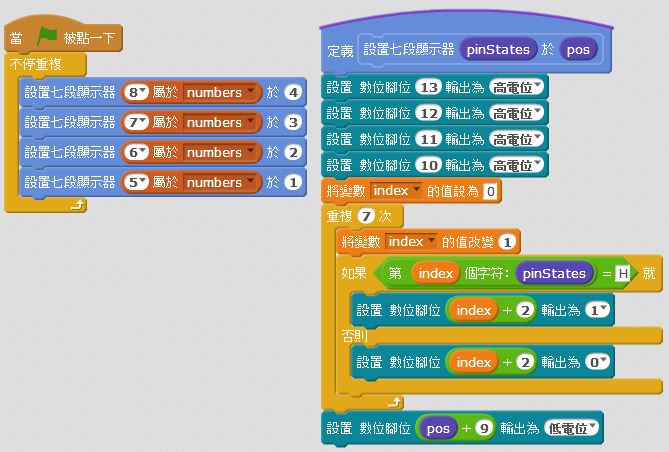 當 被點一下
不停重複
設置七段顯示器 8 屬於 numbers 於 4
設置七段顯示器 7 屬於 numbers 於 3
設置七段顯示器 6 屬於 numbers 於 2
設置七段顯示器 5 屬於 numbers 於 1
定義 設置七段顯示器 pinStates 於 pos
設置 數位腳位 13 輸出為 高電位
設置 數位腳位 12 輸出為 高電位
設置 數位腳位 11 輸出為 高電位
設置 數位腳位 10 輸出為 高電位
將變數 index 的值設為 0
重複 7 次
將變數 index 的值改變 1
如果 第 index 個字符: pinStates = H 就
設置 數位腳位 index + 2 輸出為 1
否則
設置 數位腳位 index + 2 輸出為 0
設置 數位腳位 pos + 9 輸出為 低電位